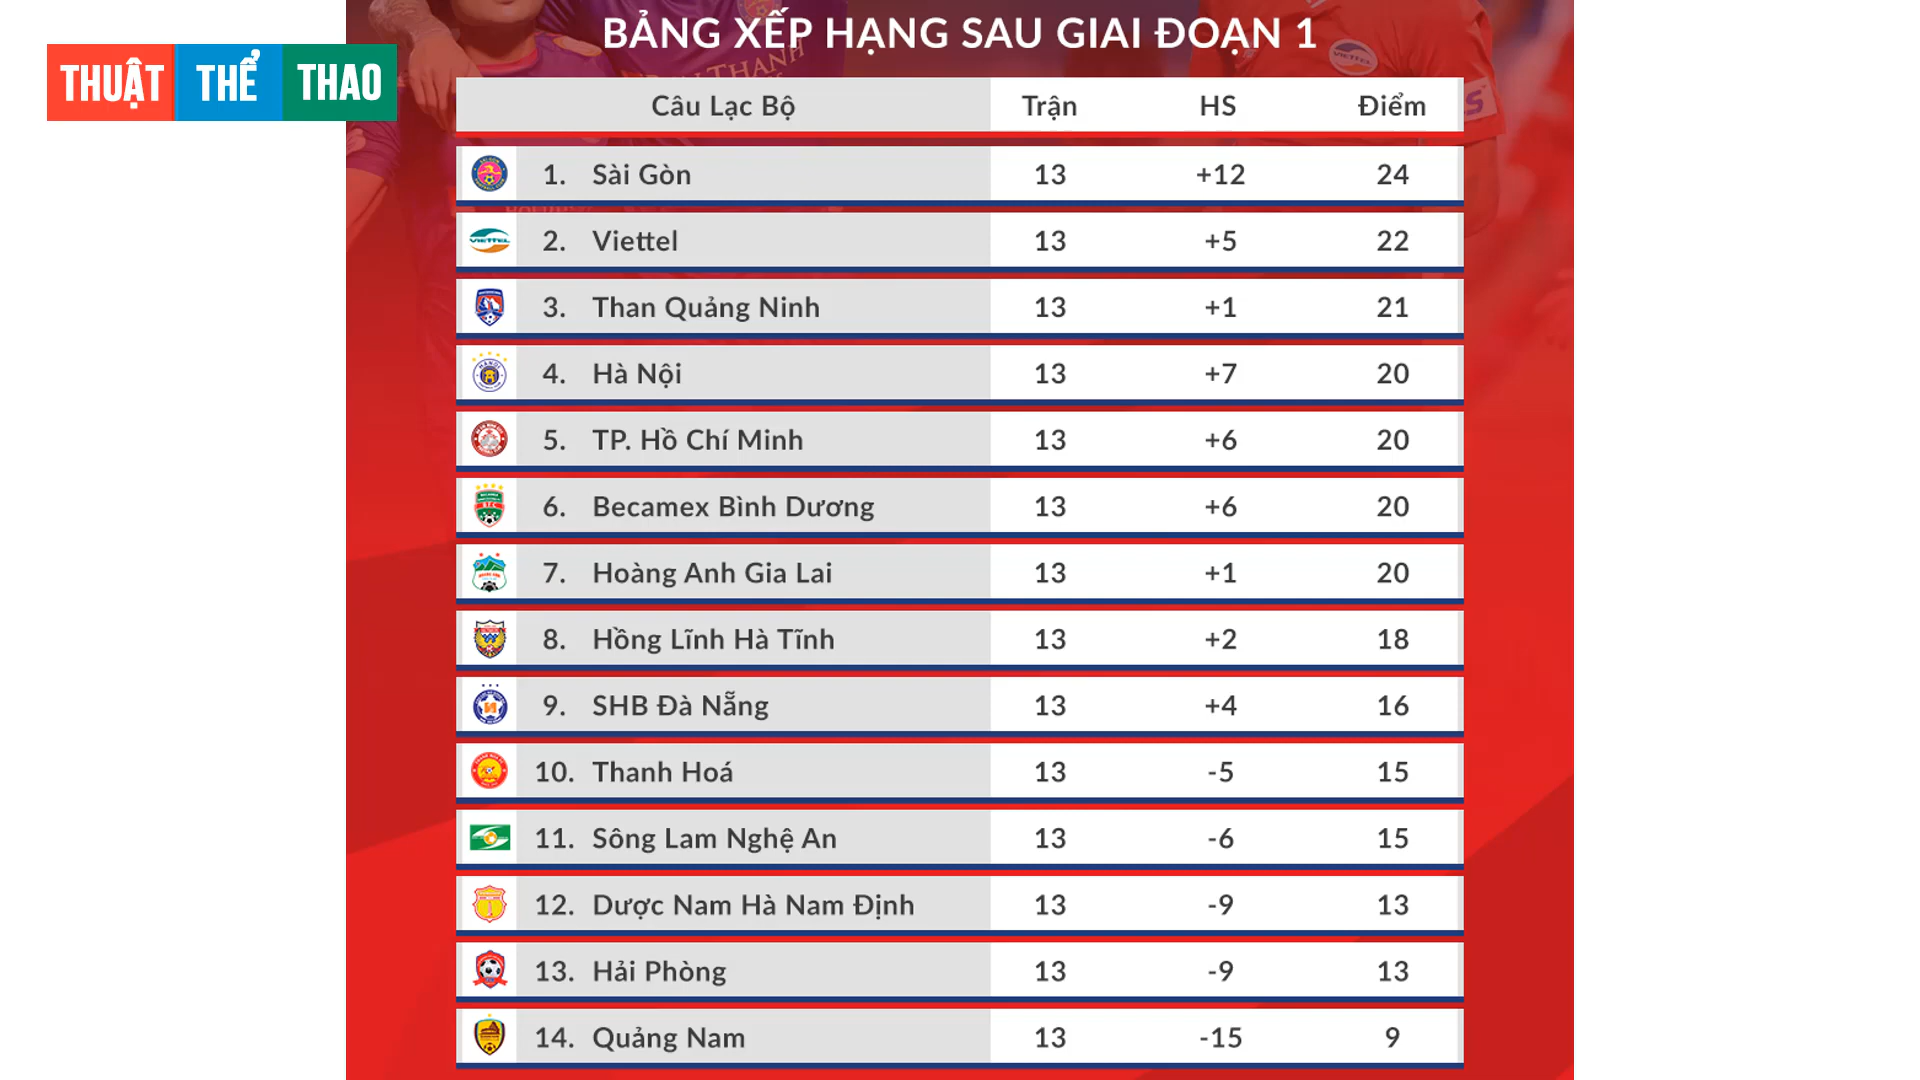 BẢNG XẾP HẠNG SAU GIAI ĐOẠN 1
THUẬT THỂ THAO
Câu Lạc Bộ Trận HS Điểm
1. Sài Gòn 13 +12 24
VIETTEL 2. Viettel 13 +5 22
3. Than Quảng Ninh 13 +1 21
4. Hà Nội 13 +7 20
5. TP. Hồ Chí Minh 13 +6 20
6. Becamex Bình Dương 13 +6 20
7. Hoàng Anh Gia Lai 13 +1 20
8. Hồng Lĩnh Hà Tĩnh 13 +2 18
9. SHB Đà Nẵng 13 +4 16
10. Thanh Hoá 13 -5 15
11. Sông Lam Nghệ An 13 -6 15
12. Dược Nam Hà Nam Định 13 -9 13
13. Hải Phòng 13 -9 13
14. Quảng Nam 13 -15 9